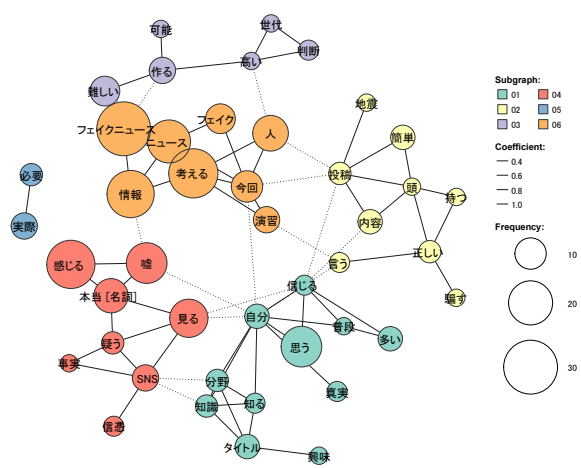 可能
世代
作る
高い
判断
難しい
フェイクニュース
ニュース
フェイク
人
地震
簡単
考える
今回
投稿
頭
持つ
必要
情報
演習
内容
実際
感じる
嘘
言う
正しい
本当 [名詞]
信じる
騙す
見る
自分
普段
多い
疑う
思う
事実
SNS
分野
真実
知識
知る
信憑
タイトル
興味
Subgraph:
01 04
02 05
03 06
Coefficient:
0.4
0.6
0.8
1.0
Frequency:
10
20
30